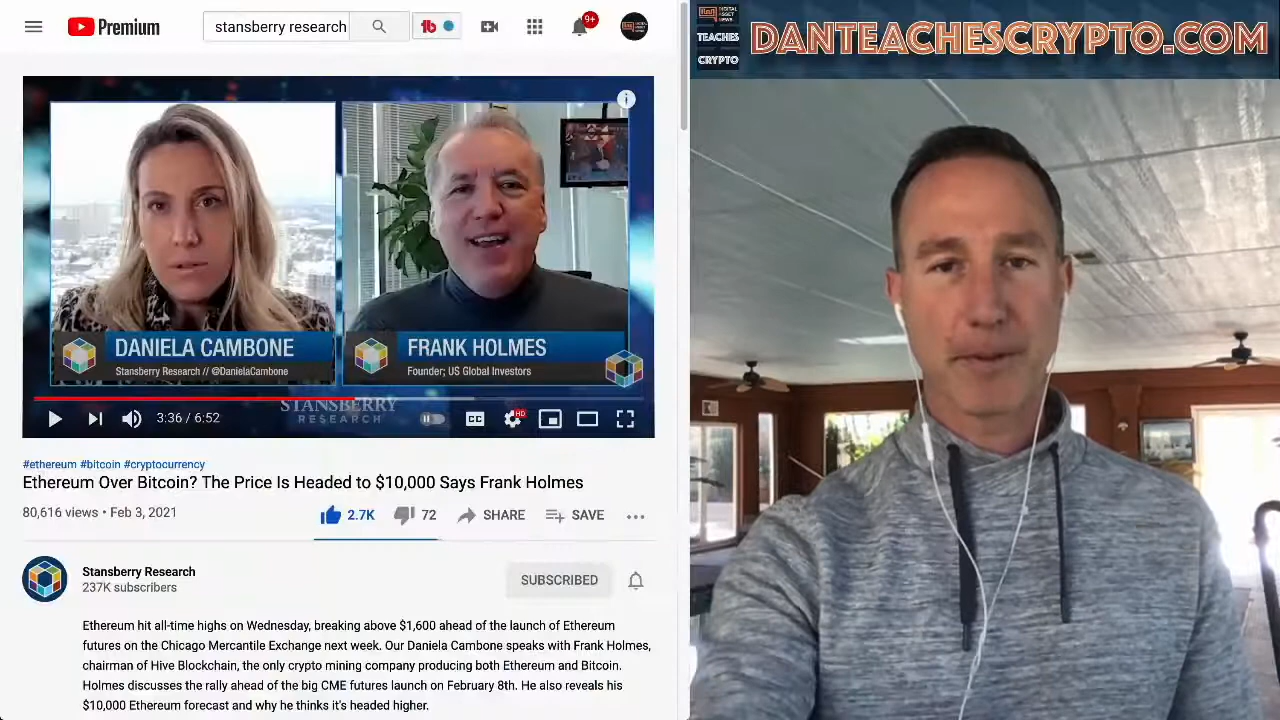 Premium
stansberry research
9+
DANIELA CAMBONE
Stansberry Research // @DanielaCambone
FRANK HOLMES
Founder; US Global Investors
STANSBERRY
RESEARCH
3:36 / 6:52
CC
HD
#ethereum #bitcoin #cryptocurrency
Ethereum Over Bitcoin? The Price Is Headed to $10,000 Says Frank Holmes
80,616 views • Feb 3, 2021
2.7K
72
SHARE
SAVE
Stansberry Research
237K subscribers
SUBSCRIBED
Ethereum hit all-time highs on Wednesday, breaking above $1,600 ahead of the launch of Ethereum
futures on the Chicago Mercantile Exchange next week. Our Daniela Cambone speaks with Frank Holmes,
chairman of Hive Blockchain, the only crypto mining company producing both Ethereum and Bitcoin.
Holmes discusses the rally ahead of the big CME futures launch on February 8th. He also reveals his
$10,000 Ethereum forecast and why he thinks it's headed higher.
DIGITAL
ASSET
NEWS
TEACHES
CRYPTO
DANTEACHESCRYPTO.COM